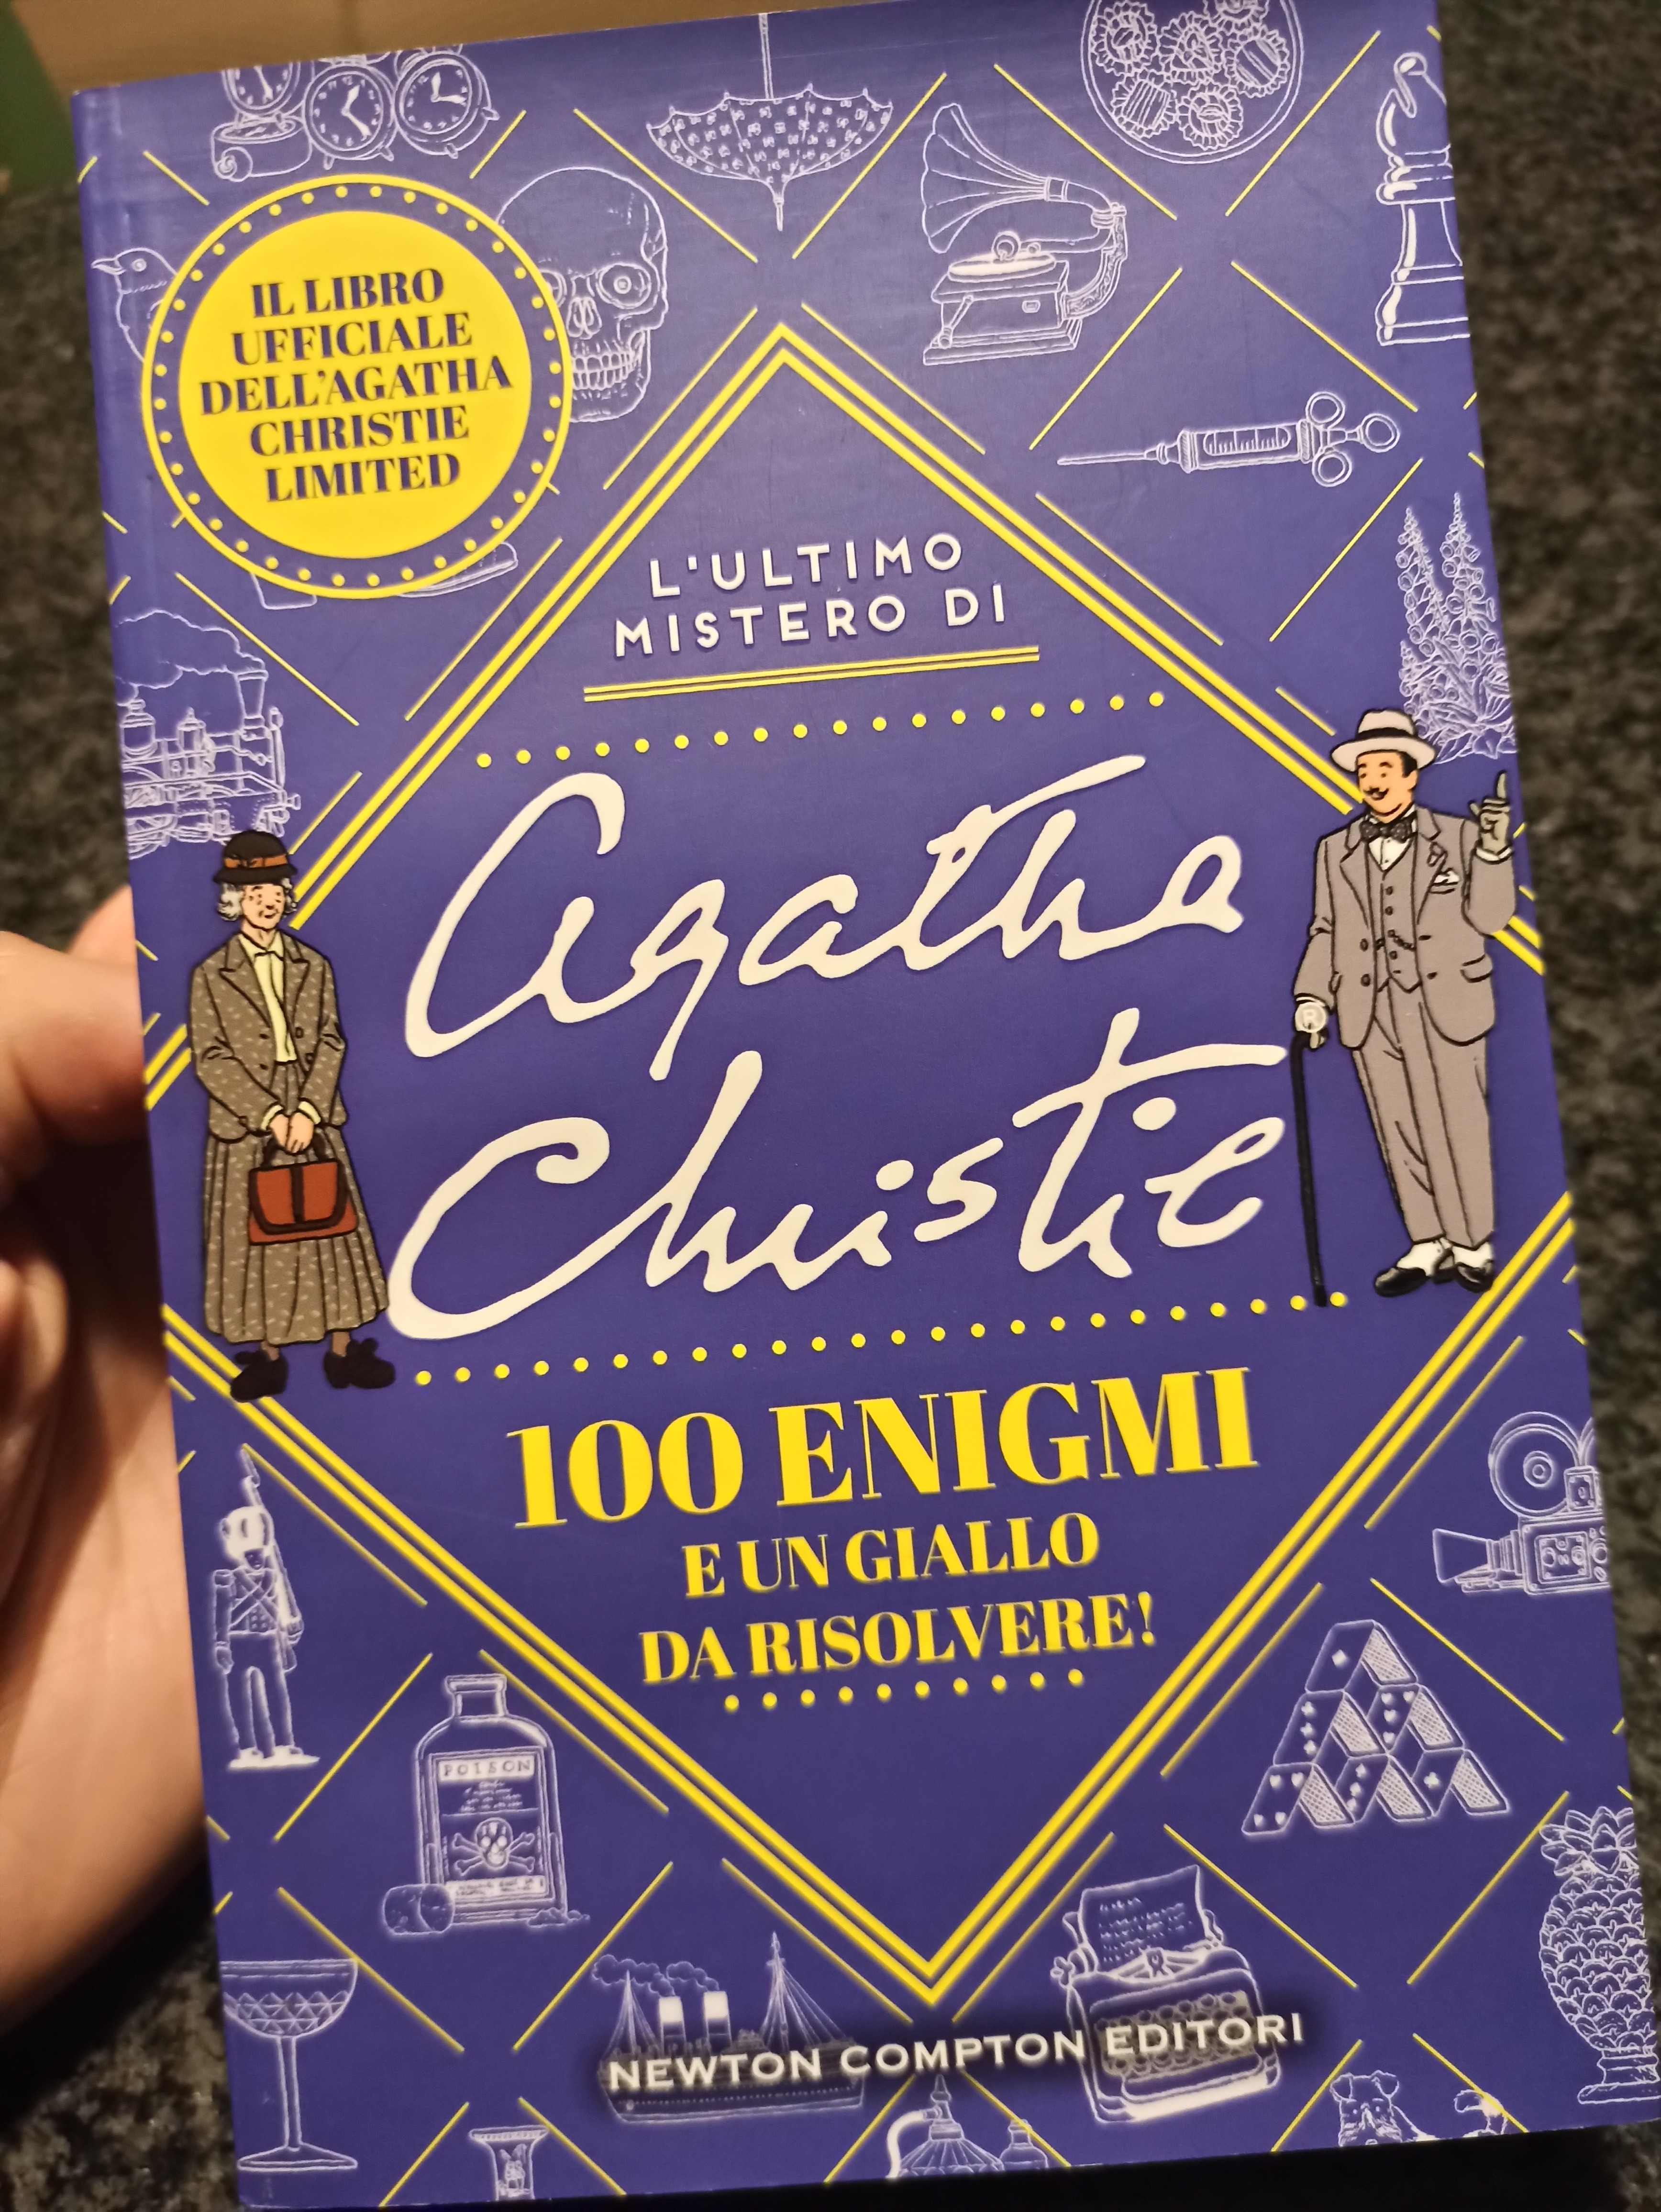 IL LIBRO
UFFICIALE
DELL'AGATHA
CHRISTIE
LIMITED
L'ULTIMO
MISTERO DI
Agatha
Christie
®
100 ENIGMI
E UN GIALLO
DA RISOLVERE!
POISON
NEWTON COMPTON EDITORI